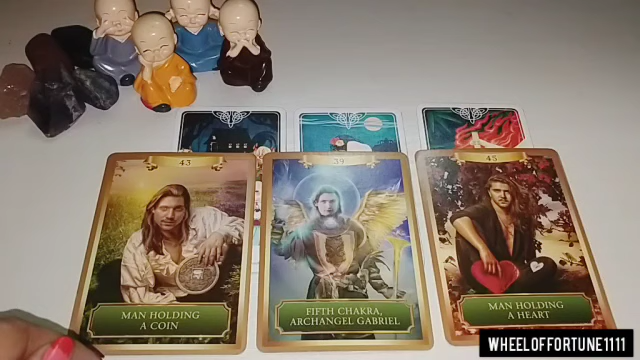 43
39
45
MAN HOLDING
A COIN
FIFTH CHAKRA,
ARCHANGEL GABRIEL
MAN HOLDING
A HEART
WHEELOFFORTUNE1111